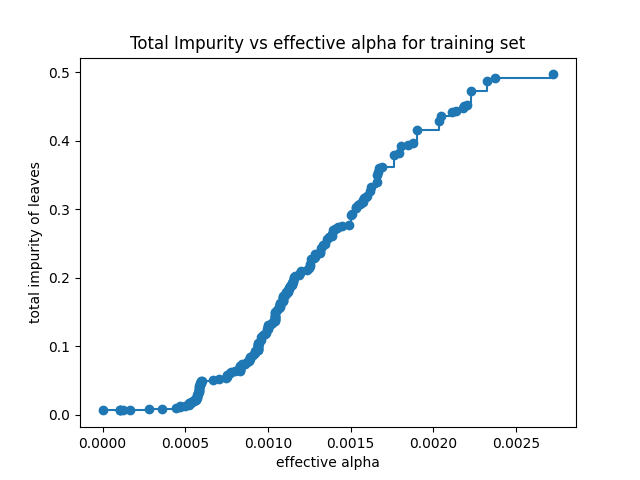 Total Impurity vs effective alpha for training set
total impurity of leaves
0.5
0.4
0.3
0.2
0.1
0.0
0.0000 0.0005 0.0010 0.0015 0.0020 0.0025
effective alpha